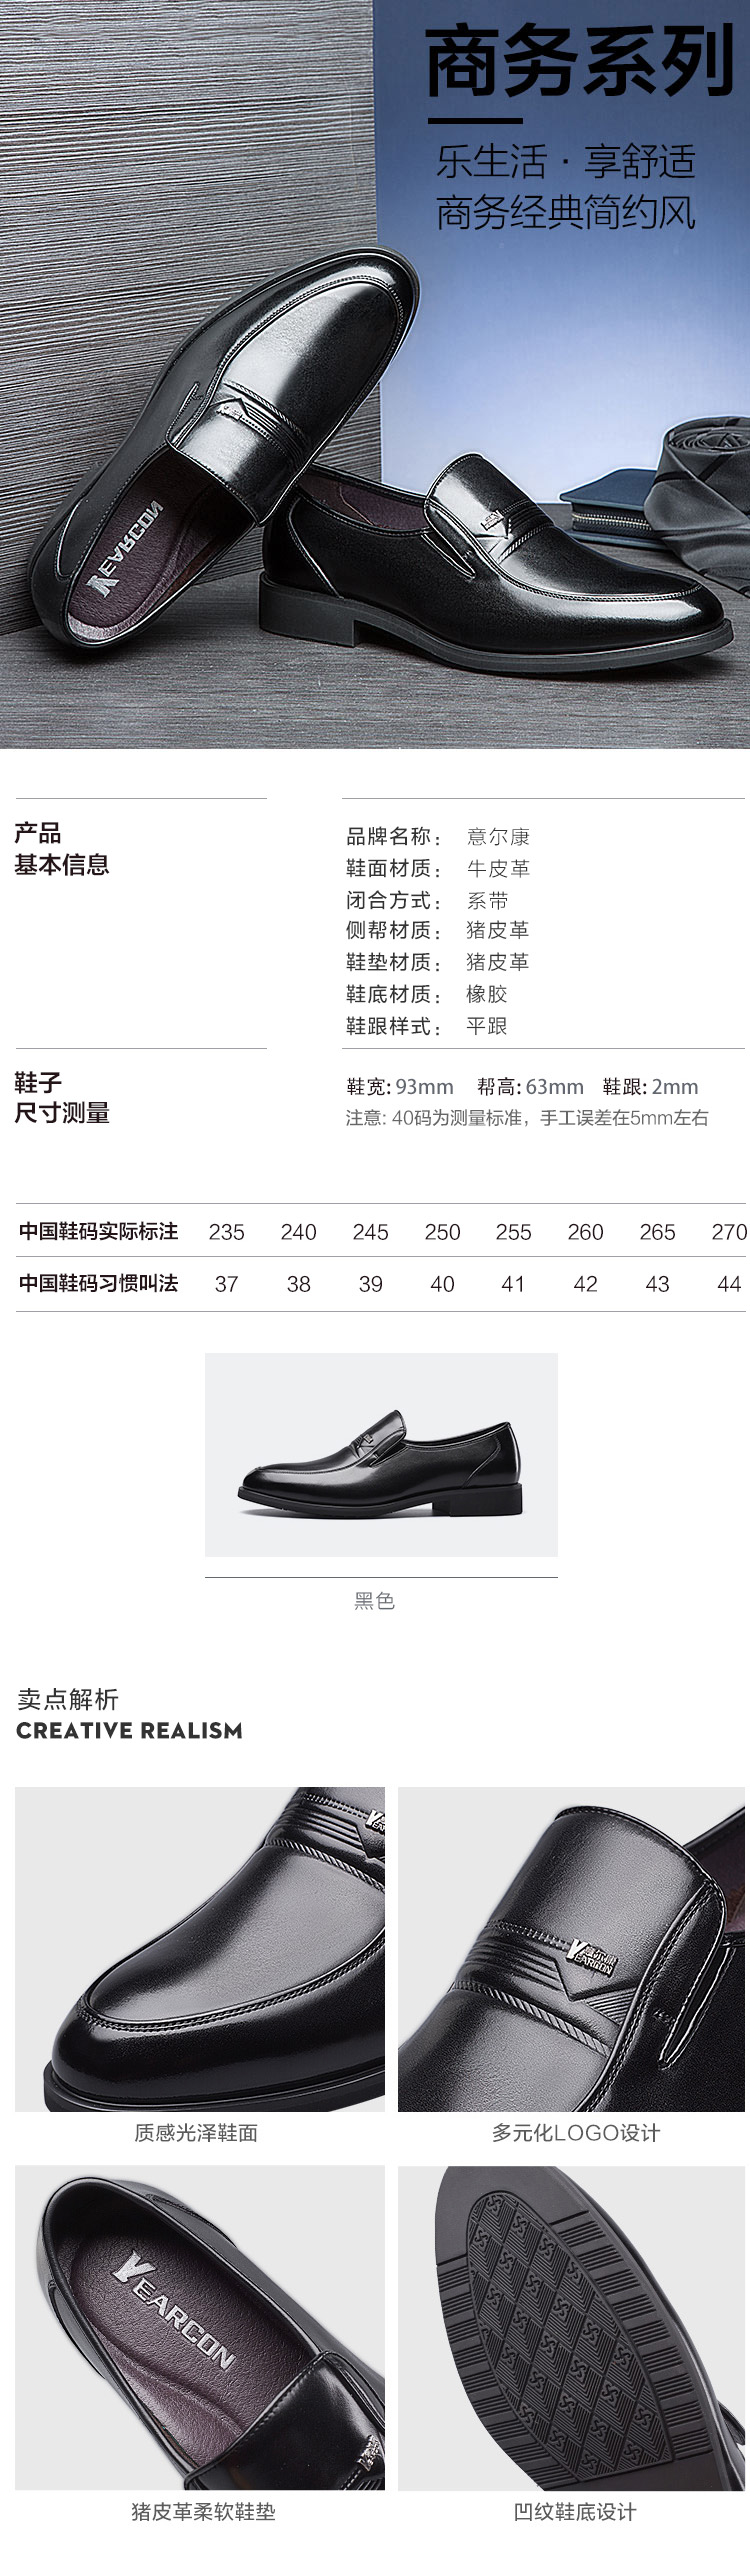 商务系列
乐生活·享舒适
商务经典简约风
YEARCON
产品
基本信息
品牌名称： 意尔康
鞋面材质： 牛皮革
闭合方式： 系带
侧帮材质： 猪皮革
鞋垫材质： 猪皮革
鞋底材质： 橡胶
鞋跟样式： 平跟
鞋子
尺寸测量
鞋宽: 93mm 帮高: 63mm 鞋跟: 2mm
注意: 40码为测量标准，手工误差在5mm左右
中国鞋码实际标注 235 240 245 250 255 260 265 270
中国鞋码习惯叫法 37 38 39 40 41 42 43 44
黑色
卖点解析
CREATIVE REALISM
意尔康
YEARCON
质感光泽鞋面
多元化LOGO设计
YEARCON
猪皮革柔软鞋垫
凹纹鞋底设计